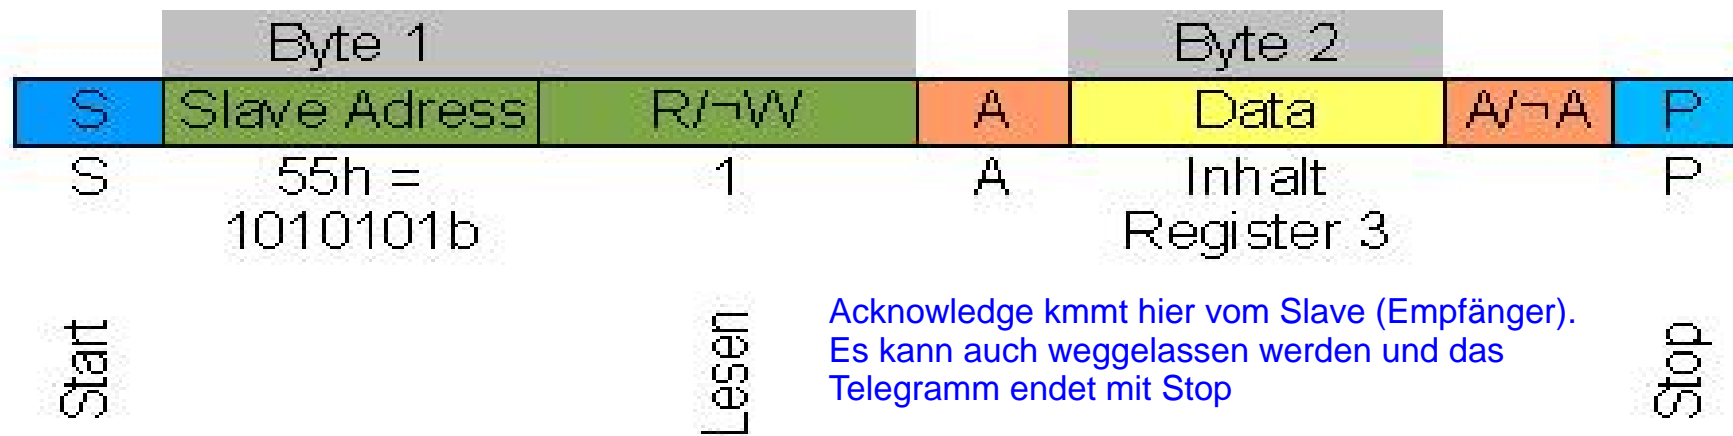 Byte 1 Byte 2
S Slave Adress R/¬W A Data A/¬A P
S 55h = 1 A Inhalt P
1010101b Register 3
Start
Lesen
Acknowledge kmmt hier vom Slave (Empfänger).
Es kann auch weggelassen werden und das
Telegramm endet mit Stop
Stop